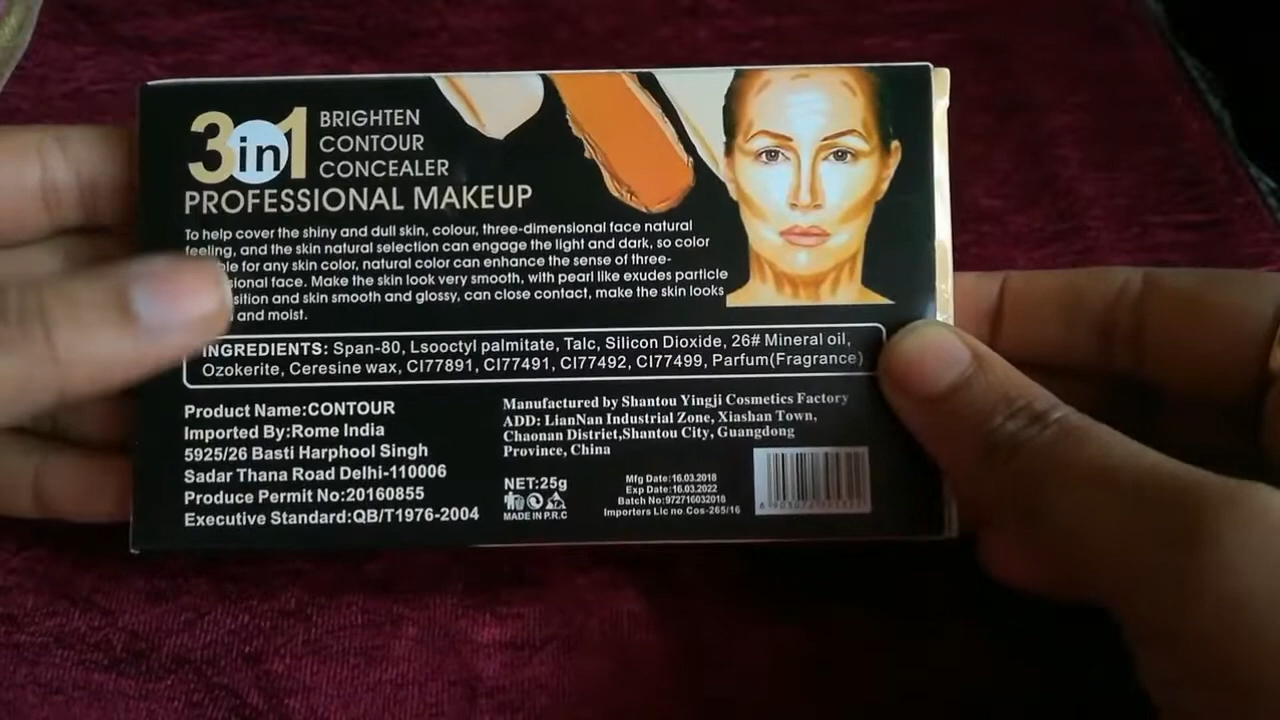 3in1
BRIGHTEN
CONTOUR
CONCEALER
PROFESSIONAL MAKEUP
To help cover the shiny and dull skin, colour, three-dimensional face natural
feeling, and the skin natural selection can engage the light and dark, so color
for any skin color, natural color can enhance the sense of three-
face. Make the skin look very smooth, with pearl like exudes particle
and skin smooth and glossy, can close contact, make the skin looks
and moist.
INGREDIENTS: Span-80, Lsooctyl palmitate, Talc, Silicon Dioxide, 26# Mineral oil,
Ozokerite, Ceresine wax, CI77891, CI77491, CI77492, CI77499, Parfum(Fragrance)
Product Name:CONTOUR
Imported By:Rome India
5925/26 Basti Harphool Singh
Sadar Thana Road Delhi-110006
Produce Permit No:20160855
Executive Standard:QB/T1976-2004
Manufactured by Shantou Yingji Cosmetics Factory
ADD: LianNan Industrial Zone, Xiashan Town,
Chaonan District,Shantou City, Guangdong
Province, China
NET:25g
MADE IN P.R.C
Mfg Date:16.03.2018
Exp Date:16.03.2022
Batch No:972716032018
Importers Lic no Cos-265/16